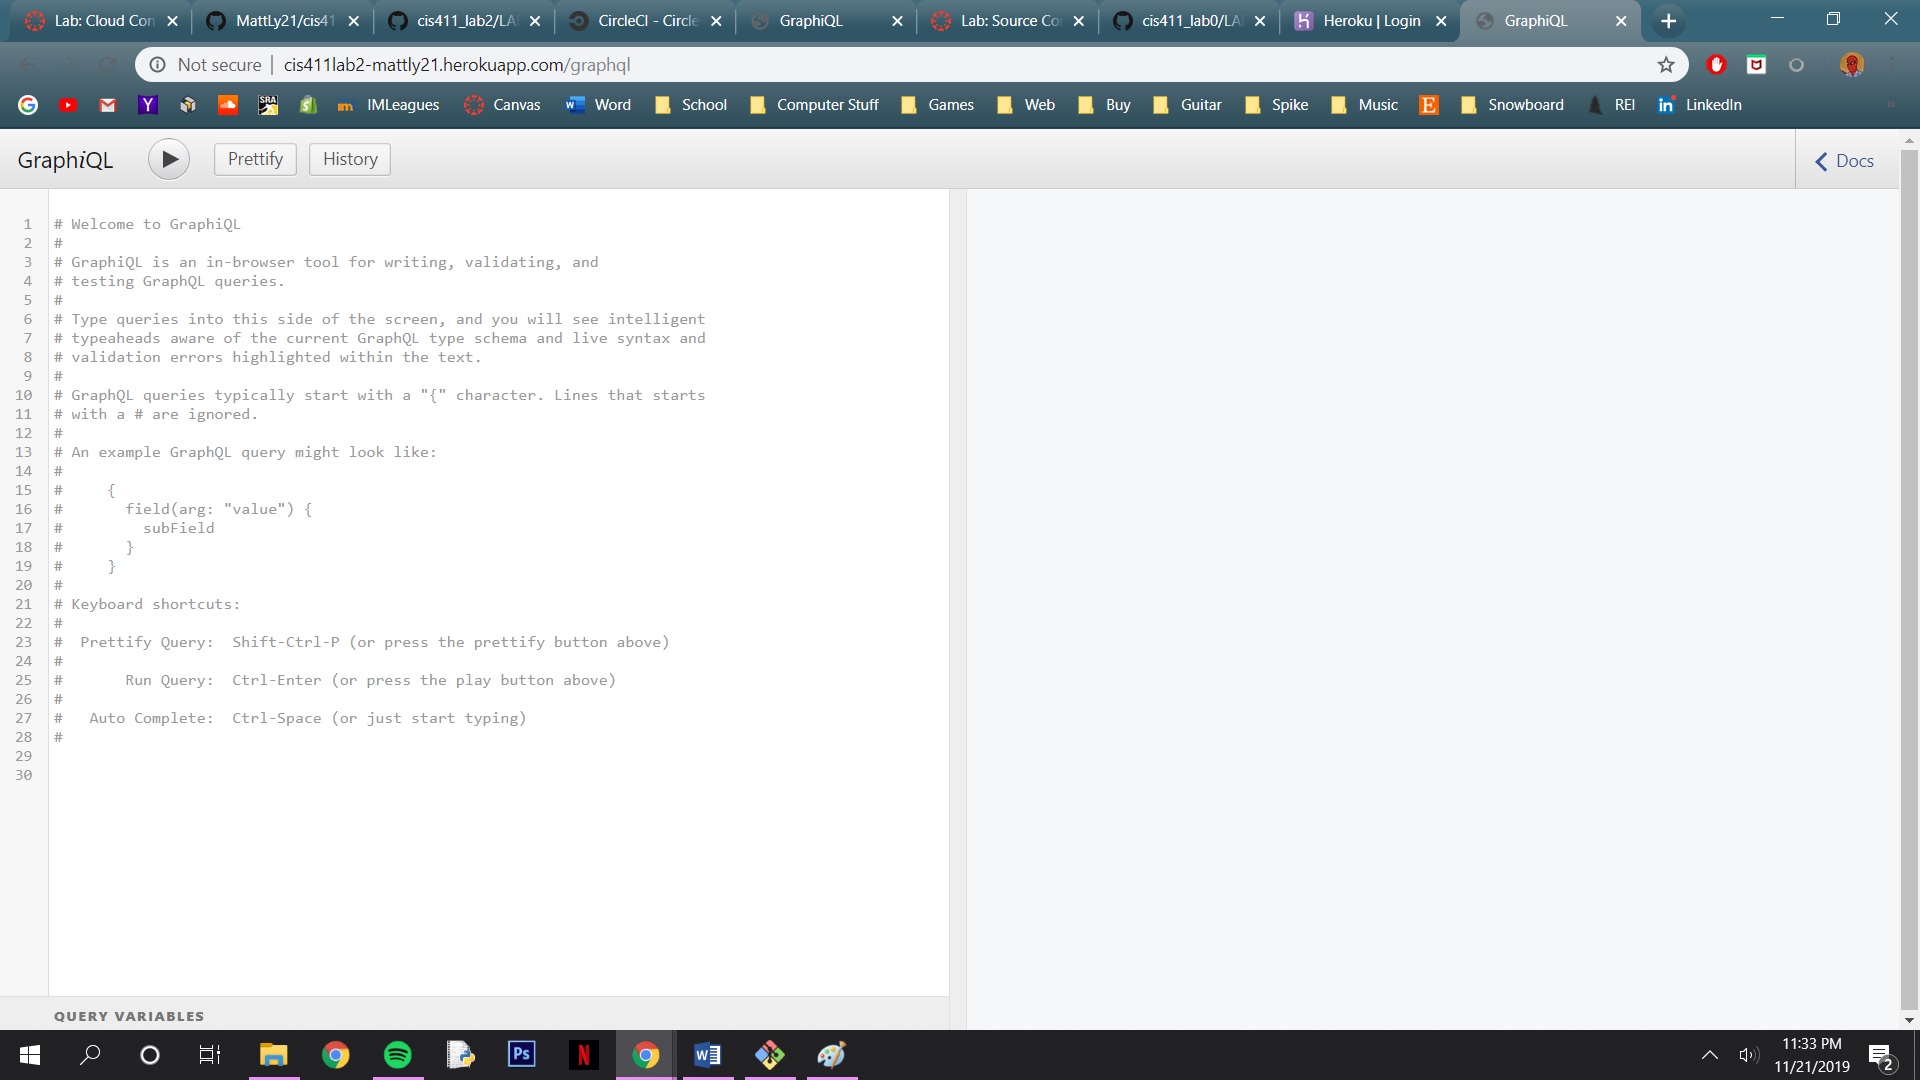 Lab: Cloud Con
MattLy21/cis41
cis411_lab2/LA
CircleCI - Circle
GraphiQL
Lab: Source Co
cis411_lab0/LA
Heroku | Login
GraphiQL
Not secure | cis411lab2-mattly21.herokuapp.com/graphql
IMLeagues
Canvas
Word
School
Computer Stuff
Games
Web
Buy
Guitar
Spike
Music
Snowboard
REI
LinkedIn
GraphiQL
Prettify
History
Docs
1 # Welcome to GraphiQL
2 #
3 # GraphiQL is an in-browser tool for writing, validating, and
4 # testing GraphQL queries.
5 #
6 # Type queries into this side of the screen, and you will see intelligent
7 # typeaheads aware of the current GraphQL type schema and live syntax and
8 # validation errors highlighted within the text.
9 #
10 # GraphQL queries typically start with a "{" character. Lines that starts
11 # with a # are ignored.
12 #
13 # An example GraphQL query might look like:
14 #
15 #     {
16 #       field(arg: "value") {
17 #         subField
18 #       }
19 #     }
20 #
21 # Keyboard shortcuts:
22 #
23 #  Prettify Query:  Shift-Ctrl-P (or press the prettify button above)
24 #
25 #       Run Query:  Ctrl-Enter (or press the play button above)
26 #
27 #   Auto Complete:  Ctrl-Space (or just start typing)
28 #
29
30
QUERY VARIABLES
Ps
11:33 PM
11/21/2019
2